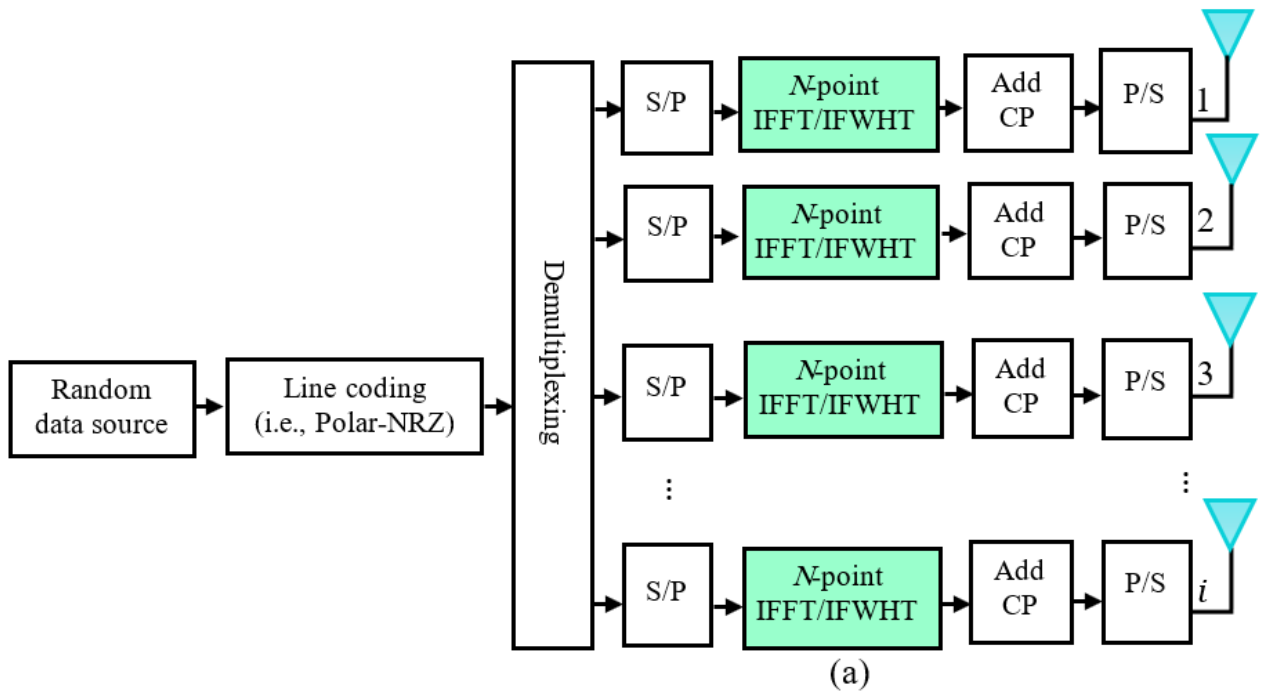 Random
data source
Line coding
(i.e., Polar-NRZ)
Demultiplexing
S/P
N-point
IFFT/IFWHT
Add
CP
P/S
1
S/P
N-point
IFFT/IFWHT
Add
CP
P/S
2
S/P
N-point
IFFT/IFWHT
Add
CP
P/S
3
⋮
⋮
S/P
N-point
IFFT/IFWHT
Add
CP
P/S
i
(a)